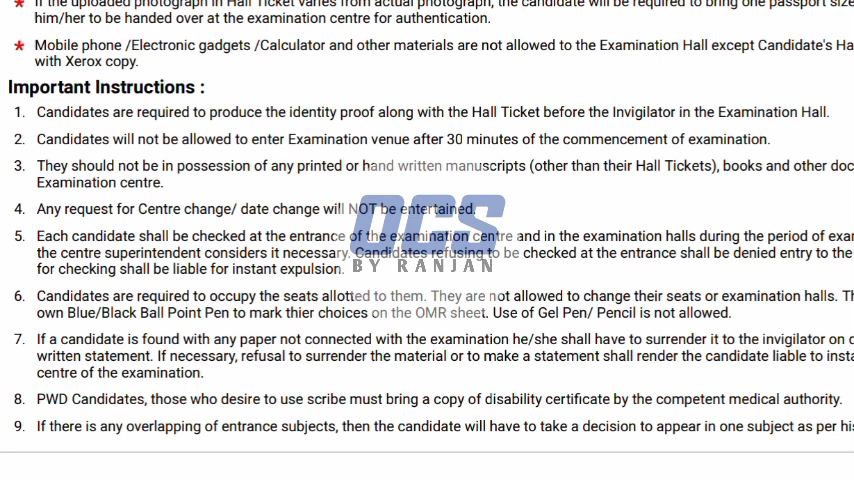 * If the uploaded photograph in Hall Ticket varies from actual photograph, the candidate will be required to bring one passport size
him/her to be handed over at the examination centre for authentication.
* Mobile phone /Electronic gadgets /Calculator and other materials are not allowed to the Examination Hall except Candidate's Ha
with Xerox copy.
Important Instructions :
1. Candidates are required to produce the identity proof along with the Hall Ticket before the Invigilator in the Examination Hall.
2. Candidates will not be allowed to enter Examination venue after 30 minutes of the commencement of examination.
3. They should not be in possession of any printed or hand written manuscripts (other than their Hall Tickets), books and other doc
Examination centre.
4. Any request for Centre change/ date change will NOT be entertained.
OGS
5. Each candidate shall be checked at the entrance of the examination centre and in the examination halls during the period of exa
the centre superintendent considers it necessary. Candidates refusing to be checked at the entrance shall be denied entry to the
BY RANJAN
for checking shall be liable for instant expulsion.
6. Candidates are required to occupy the seats allotted to them. They are not allowed to change their seats or examination halls. Th
own Blue/Black Ball Point Pen to mark thier choices on the OMR sheet. Use of Gel Pen/ Pencil is not allowed.
7. If a candidate is found with any paper not connected with the examination he/she shall have to surrender it to the invigilator on
written statement. If necessary, refusal to surrender the material or to make a statement shall render the candidate liable to insta
centre of the examination.
8. PWD Candidates, those who desire to use scribe must bring a copy of disability certificate by the competent medical authority.
9. If there is any overlapping of entrance subjects, then the candidate will have to take a decision to appear in one subject as per his